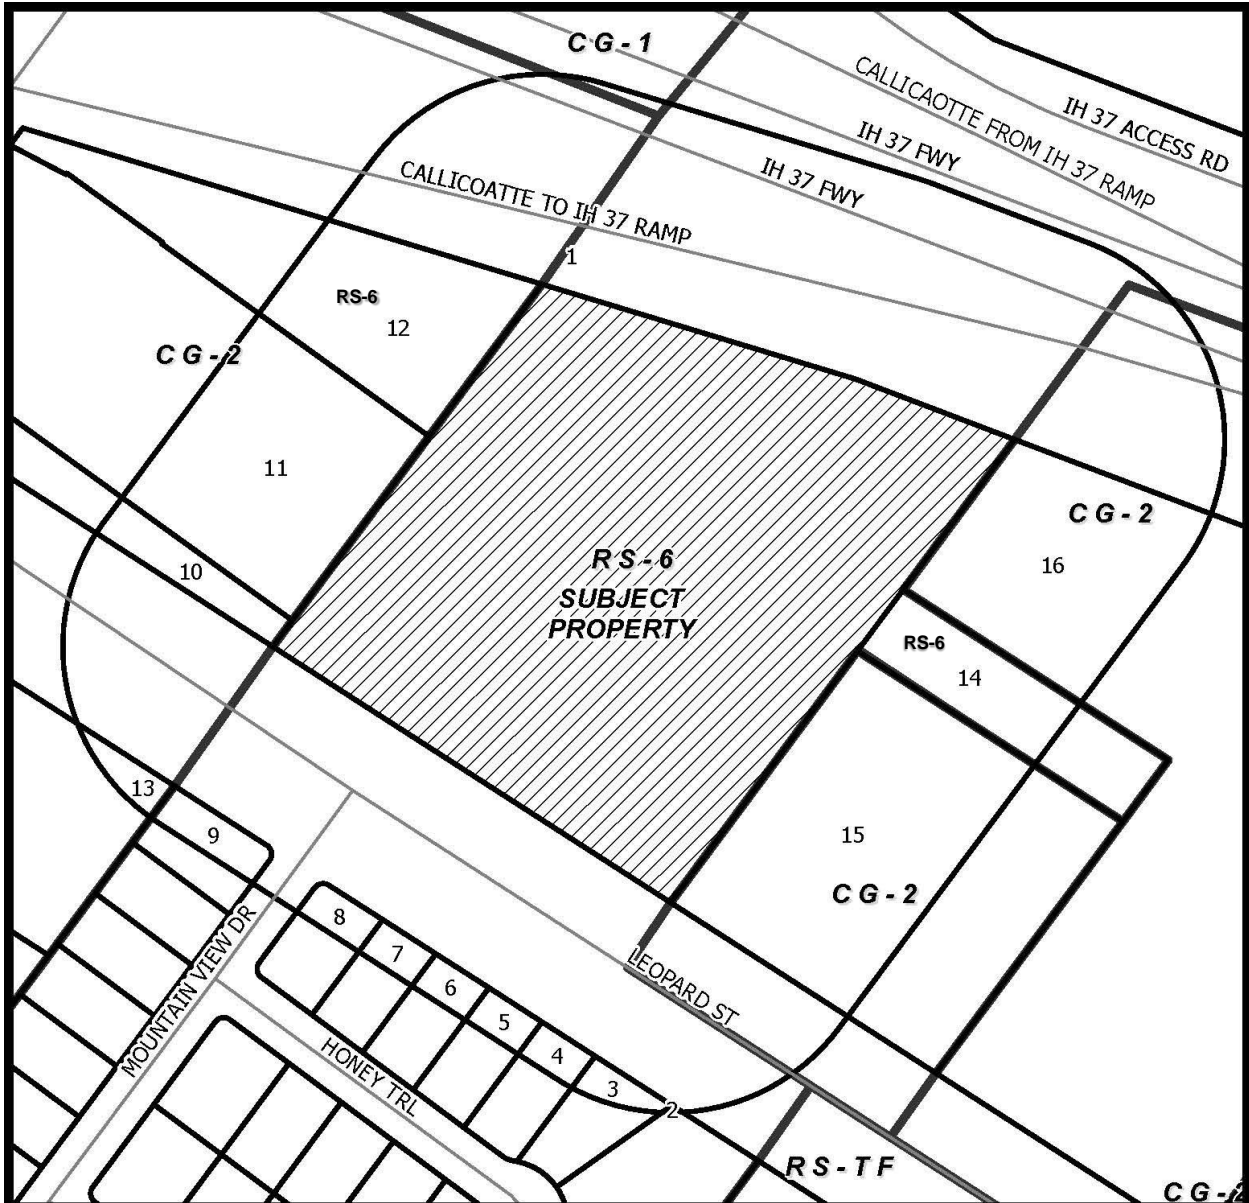 CG-1
CALLICAOTTE FROM IH 37 RAMP
IH 37 ACCESS RD
IH 37 FWY
IH 37 FWY
CALLICOATTE TO IH 37 RAMP
1
RS-6
12
CG-2
11
CG-2
16
RS-6
SUBJECT
PROPERTY
10
RS-6
14
13
9
15
CG-2
8
7
6
5
4
3
2
MOUNTAIN VIEW DR
HONEY TRL
LEOPARD ST
RS-TF